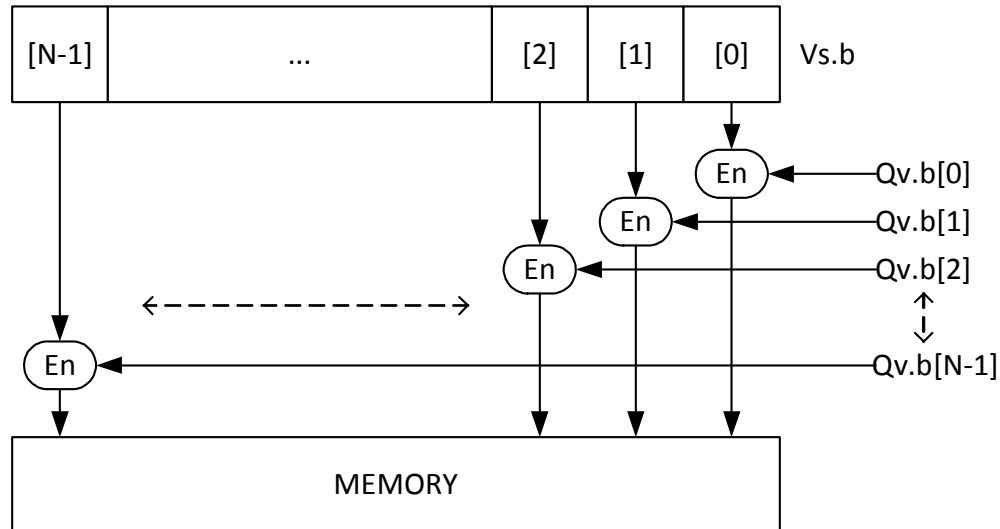 [N-1] ... [2] [1] [0] Vs.b
En Qv.b[0]
En Qv.b[1]
En Qv.b[2]
En Qv.b[N-1]
MEMORY